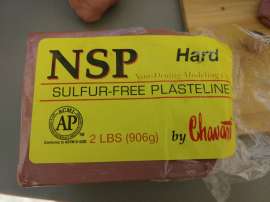 NSP Hard
Non-Drying Modeling
SULFUR-FREE PLASTELINE
AP
2 LBS (906g)
by Chavant